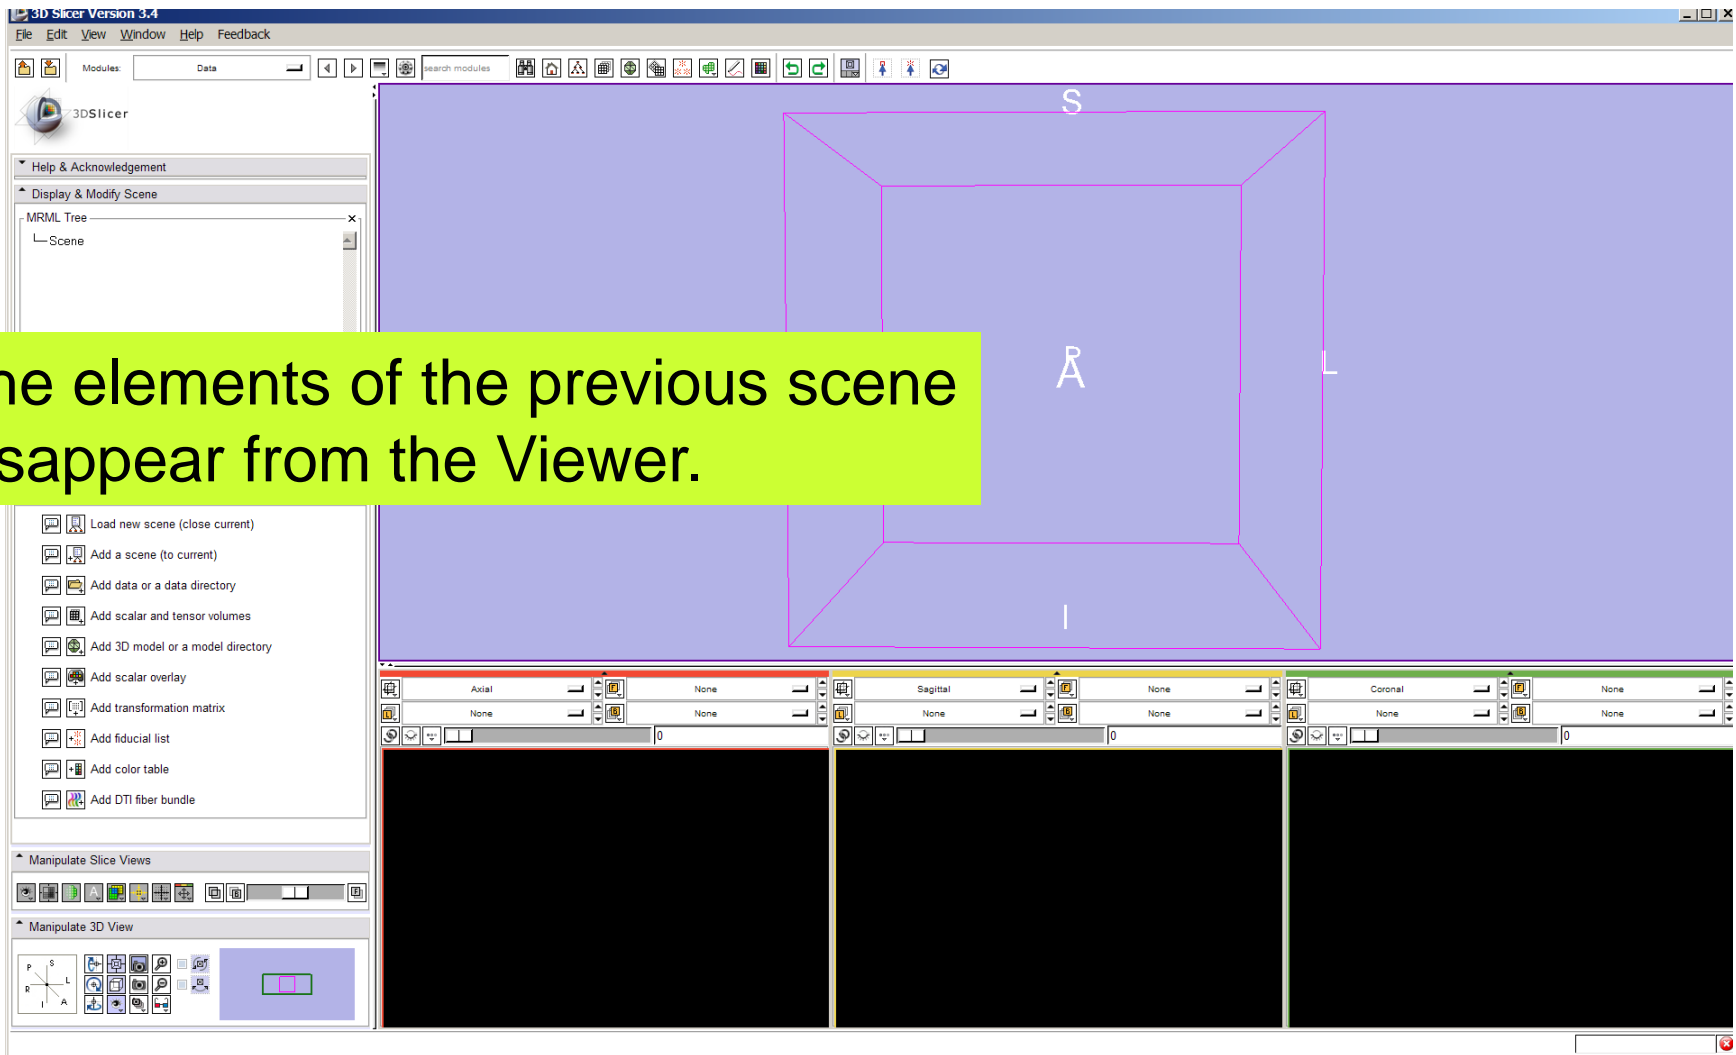 3D Slicer Version 3.4
File Edit View Window Help Feedback
Modules: Data search modules
3DSlicer
Help & Acknowledgement
Display & Modify Scene
MRML Tree
Scene
he elements of the previous scene
sappear from the Viewer.
Load new scene (close current)
Add a scene (to current)
Add data or a data directory
Add scalar and tensor volumes
Add 3D model or a model directory
Add scalar overlay
Add transformation matrix
Add fiducial list
Add color table
Add DTI fiber bundle
Manipulate Slice Views
Manipulate 3D View
P S
R L
I A
S
R
A
L
I
Axial None
None None
0
Sagittal None
None None
0
Coronal None
None None
0